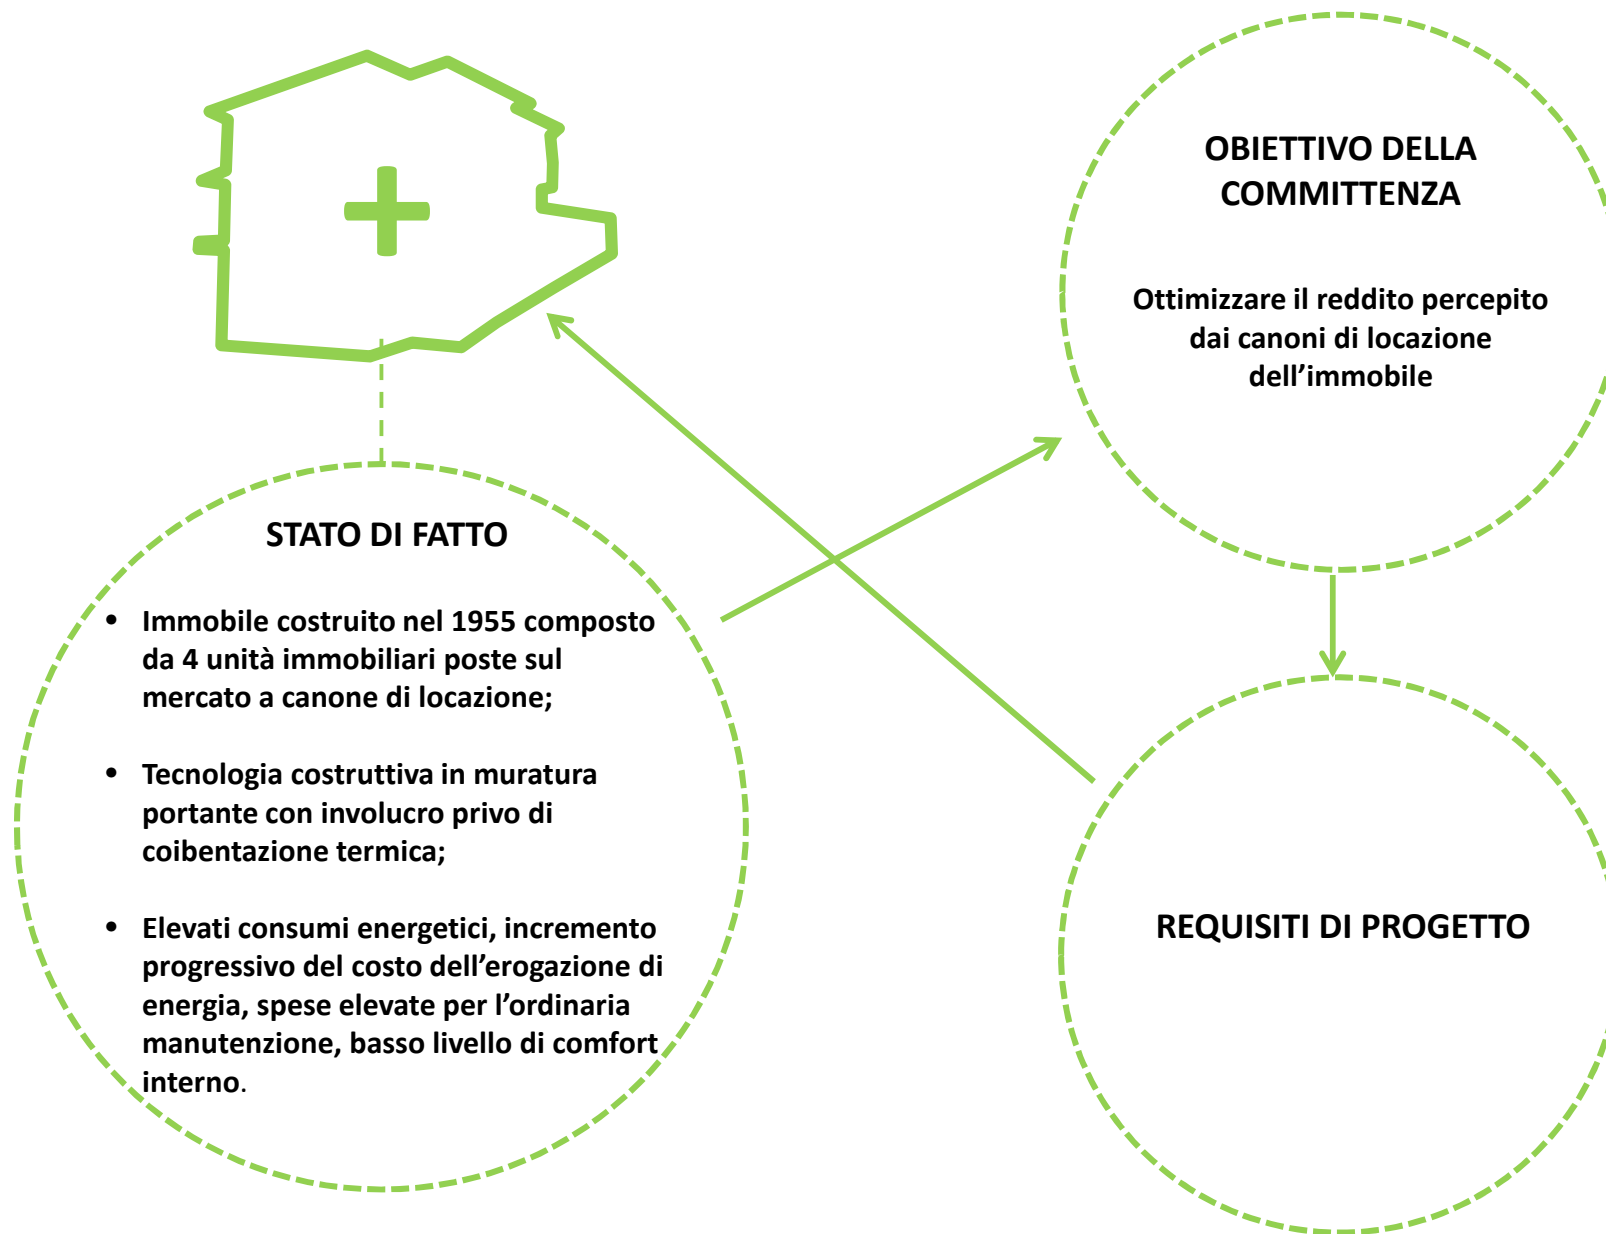 STATO DI FATTO
• Immobile costruito nel 1955 composto
da 4 unità immobiliari poste sul
mercato a canone di locazione;
• Tecnologia costruttiva in muratura
portante con involucro privo di
coibentazione termica;
• Elevati consumi energetici, incremento
progressivo del costo dell’erogazione di
energia, spese elevate per l’ordinaria
manutenzione, basso livello di comfort
interno.
OBIETTIVO DELLA
COMMITTENZA
Ottimizzare il reddito percepito
dai canoni di locazione
dell’immobile
REQUISITI DI PROGETTO